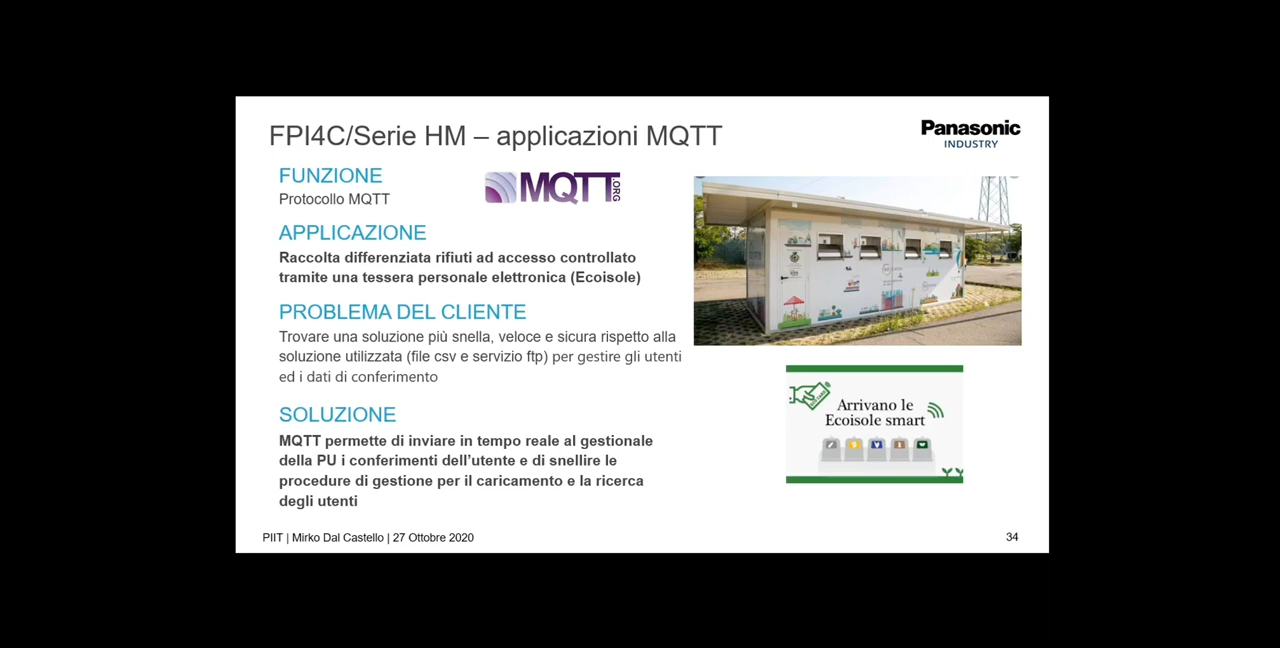 FPI4C/Serie HM – applicazioni MQTT
Panasonic
INDUSTRY
FUNZIONE
Protocollo MQTT
MQTT.ORG
APPLICAZIONE
Raccolta differenziata rifiuti ad accesso controllato
tramite una tessera personale elettronica (Ecoisole)
PROBLEMA DEL CLIENTE
Trovare una soluzione più snella, veloce e sicura rispetto alla
soluzione utilizzata (file csv e servizio ftp) per gestire gli utenti
ed i dati di conferimento
SOLUZIONE
MQTT permette di inviare in tempo reale al gestionale
della PU i conferimenti dell’utente e di snellire le
procedure di gestione per il caricamento e la ricerca
degli utenti
Arrivano le
Ecoisole smart
PIIT | Mirko Dal Castello | 27 Ottobre 2020
34